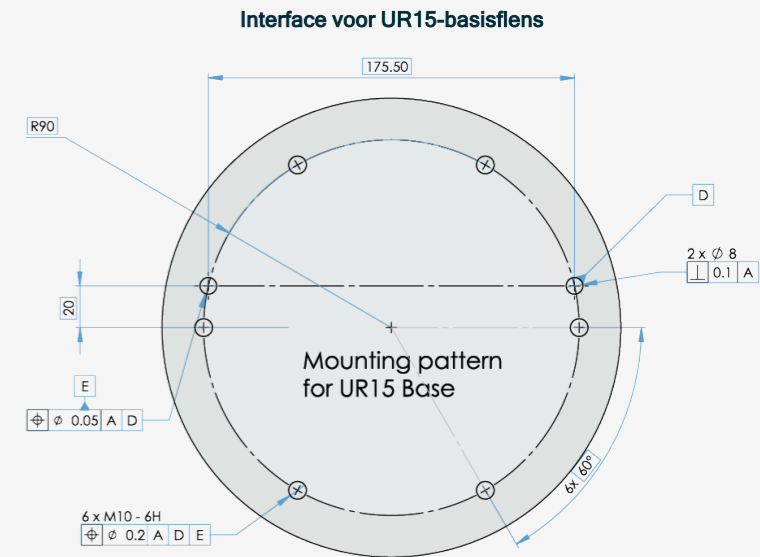 Interface voor UR15-basisflens
175.50
R90
D
2 x ∅ 8
⊥ 0.1 A
20
Mounting pattern
for UR15 Base
E
⌖ ∅ 0.05 A D
6x 60°
6 x M10 - 6H
⌖ ∅ 0.2 A D E